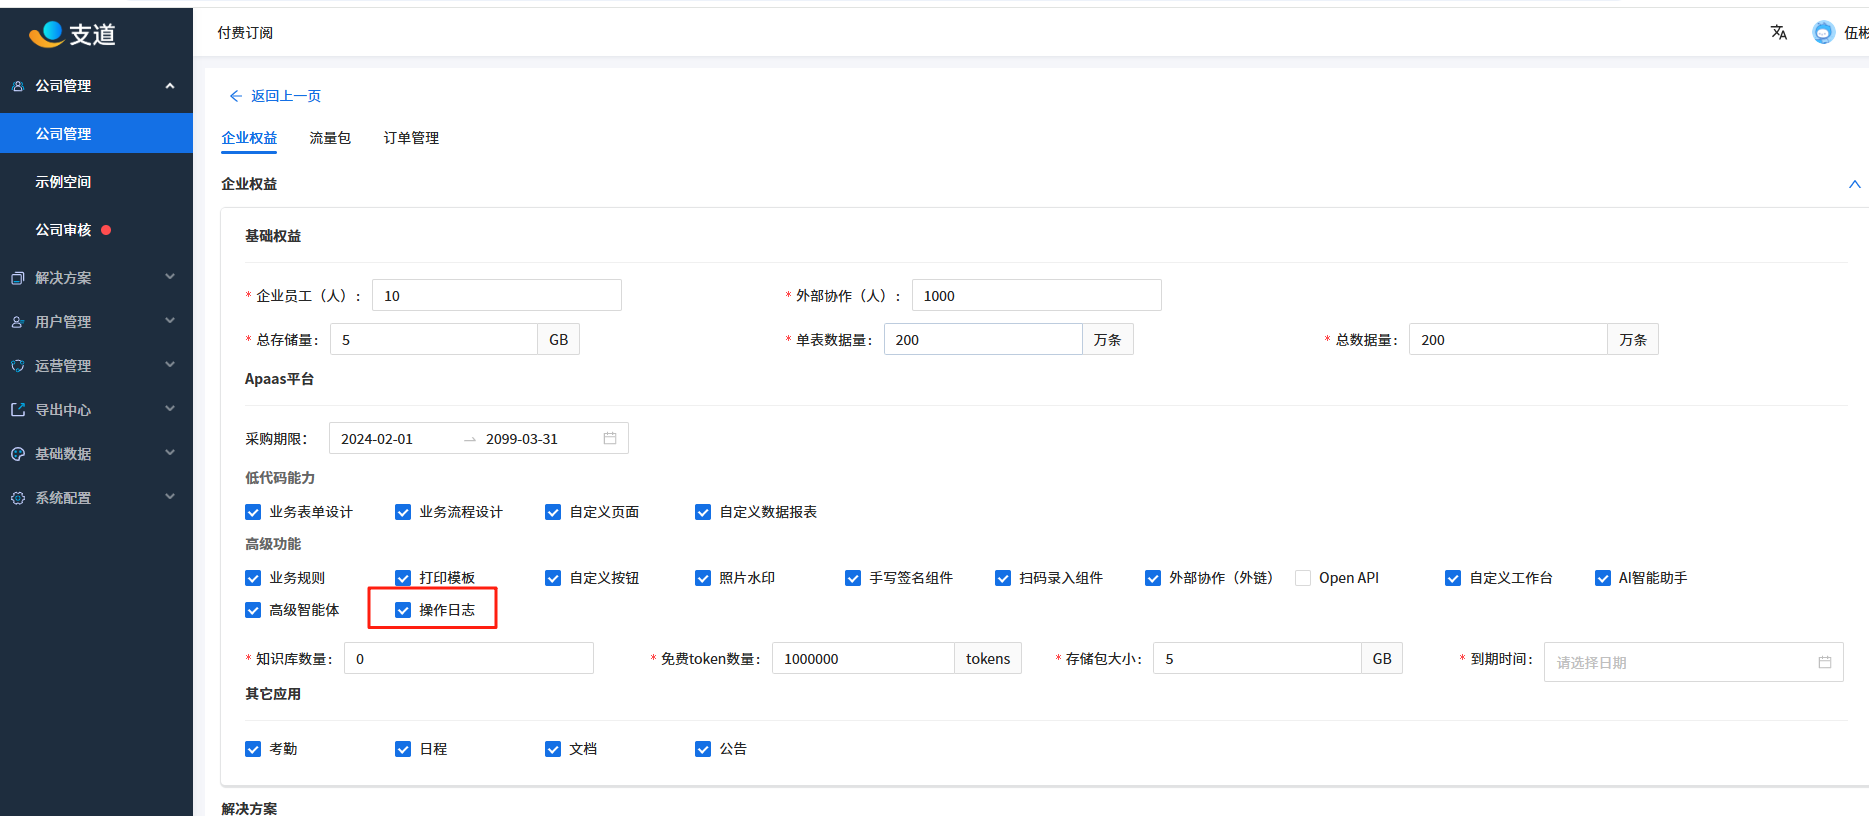 支道
付费订阅
伍彬
公司管理
公司管理
示例空间
公司审核
解决方案
用户管理
运营管理
导出中心
基础数据
系统配置
返回上一页
企业权益 流量包 订单管理
企业权益
基础权益
* 企业员工（人）： 10 * 外部协作（人）： 1000
* 总存储量： 5 GB * 单表数据量： 200 万条 * 总数据量： 200 万条
Apaas平台
采购期限： 2024-02-01 → 2099-03-31
低代码能力
业务表单设计 业务流程设计 自定义页面 自定义数据报表
高级功能
业务规则 打印模板 自定义按钮 照片水印 手写签名组件 扫码录入组件 外部协作（外链） Open API 自定义工作台 AI智能助手
高级智能体 操作日志
* 知识库数量： 0 * 免费token数量： 1000000 tokens * 存储包大小： 5 GB * 到期时间： 请选择日期
其它应用
考勤 日程 文档 公告
解决方案